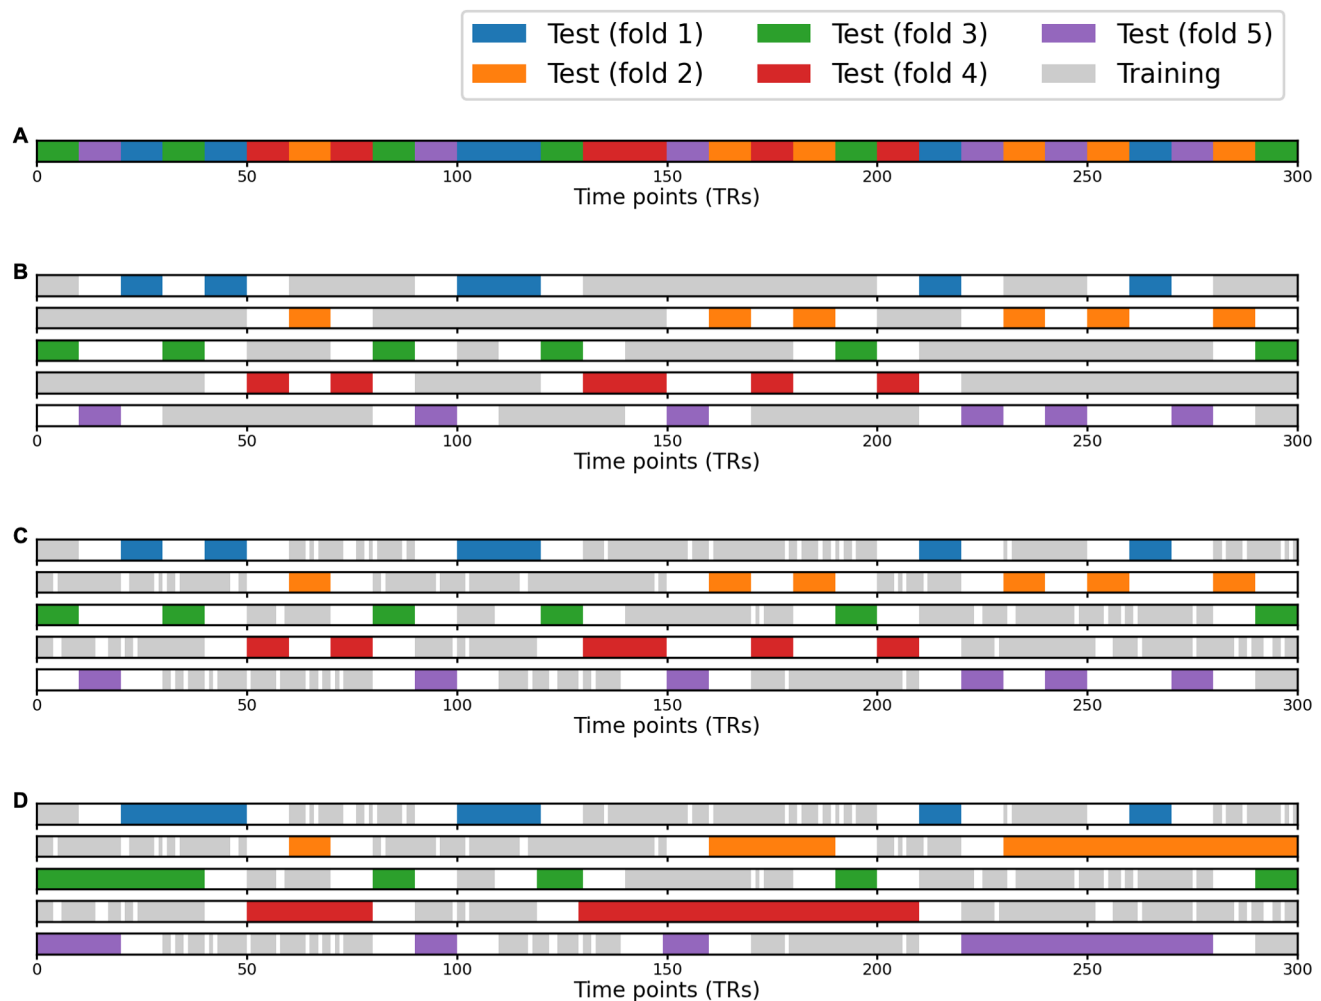 Test (fold 1) Test (fold 3) Test (fold 5)
Test (fold 2) Test (fold 4) Training
A
0 50 100 150 200 250 300
Time points (TRs)
B
0 50 100 150 200 250 300
Time points (TRs)
C
0 50 100 150 200 250 300
Time points (TRs)
D
0 50 100 150 200 250 300
Time points (TRs)